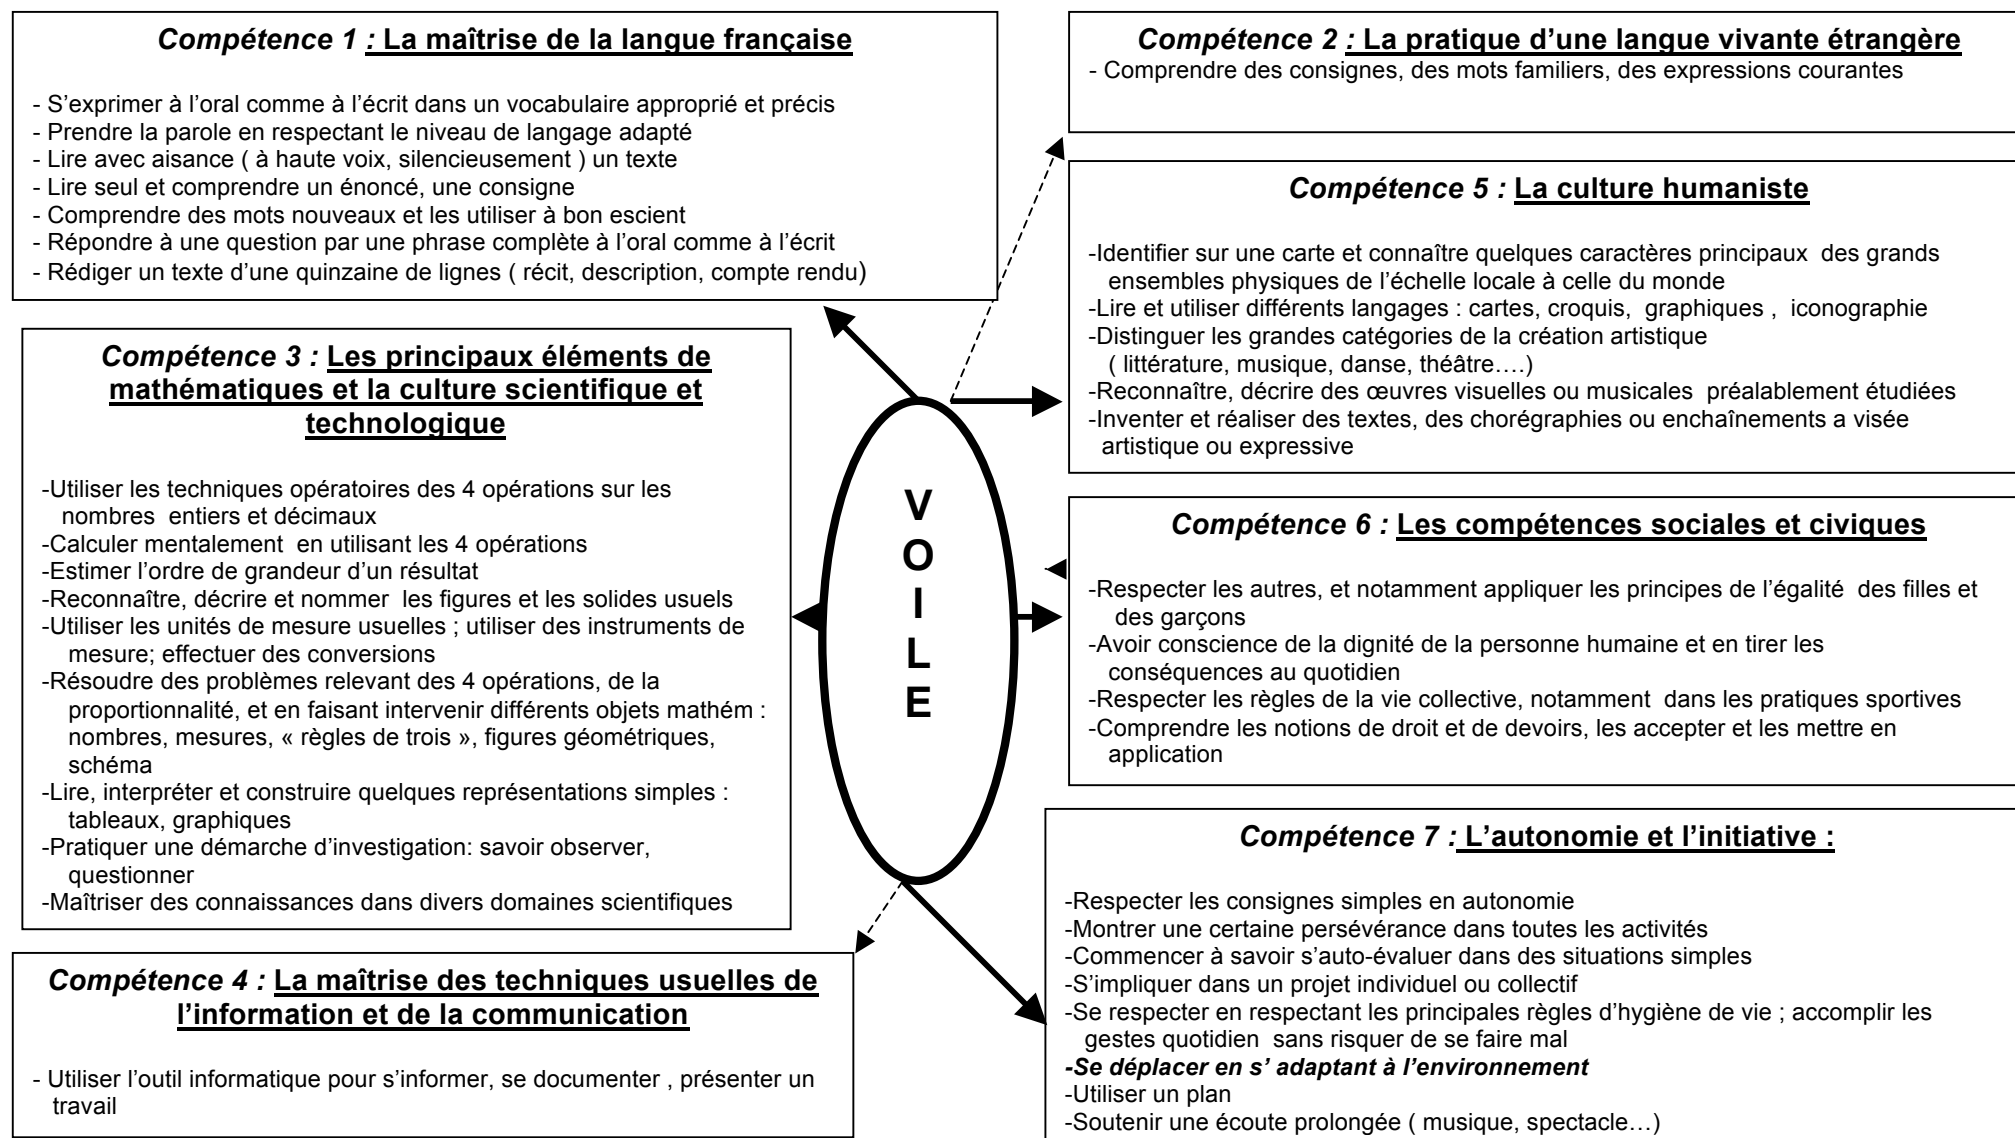 Compétence 1 : La maîtrise de la langue française
- S’exprimer à l’oral comme à l’écrit dans un vocabulaire approprié et précis
- Prendre la parole en respectant le niveau de langage adapté
- Lire avec aisance ( à haute voix, silencieusement ) un texte
- Lire seul et comprendre un énoncé, une consigne
- Comprendre des mots nouveaux et les utiliser à bon escient
- Répondre à une question par une phrase complète à l’oral comme à l’écrit
- Rédiger un texte d’une quinzaine de lignes ( récit, description, compte rendu)
Compétence 2 : La pratique d’une langue vivante étrangère
- Comprendre des consignes, des mots familiers, des expressions courantes
Compétence 3 : Les principaux éléments de
mathématiques et la culture scientifique et
technologique
-Utiliser les techniques opératoires des 4 opérations sur les
nombres entiers et décimaux
-Calculer mentalement en utilisant les 4 opérations
-Estimer l’ordre de grandeur d’un résultat
-Reconnaître, décrire et nommer les figures et les solides usuels
-Utiliser les unités de mesure usuelles ; utiliser des instruments de
mesure; effectuer des conversions
-Résoudre des problèmes relevant des 4 opérations, de la
proportionnalité, et en faisant intervenir différents objets mathém :
nombres, mesures, « règles de trois », figures géométriques,
schéma
-Lire, interpréter et construire quelques représentations simples :
tableaux, graphiques
-Pratiquer une démarche d’investigation: savoir observer,
questionner
-Maîtriser des connaissances dans divers domaines scientifiques
Compétence 4 : La maîtrise des techniques usuelles de
l’information et de la communication
- Utiliser l’outil informatique pour s’informer, se documenter , présenter un
travail
V
O
I
L
E
Compétence 5 : La culture humaniste
-Identifier sur une carte et connaître quelques caractères principaux des grands
ensembles physiques de l’échelle locale à celle du monde
-Lire et utiliser différents langages : cartes, croquis, graphiques , iconographie
-Distinguer les grandes catégories de la création artistique
( littérature, musique, danse, théâtre….)
-Reconnaître, décrire des œuvres visuelles ou musicales préalablement étudiées
-Inventer et réaliser des textes, des chorégraphies ou enchaînements a visée
artistique ou expressive
Compétence 6 : Les compétences sociales et civiques
-Respecter les autres, et notamment appliquer les principes de l’égalité des filles et
des garçons
-Avoir conscience de la dignité de la personne humaine et en tirer les
conséquences au quotidien
-Respecter les règles de la vie collective, notamment dans les pratiques sportives
-Comprendre les notions de droit et de devoirs, les accepter et les mettre en
application
Compétence 7 : L’autonomie et l’initiative :
-Respecter les consignes simples en autonomie
-Montrer une certaine persévérance dans toutes les activités
-Commencer à savoir s’auto-évaluer dans des situations simples
-S’impliquer dans un projet individuel ou collectif
-Se respecter en respectant les principales règles d’hygiène de vie ; accomplir les
gestes quotidien sans risquer de se faire mal
-Se déplacer en s’ adaptant à l’environnement
-Utiliser un plan
-Soutenir une écoute prolongée ( musique, spectacle…)